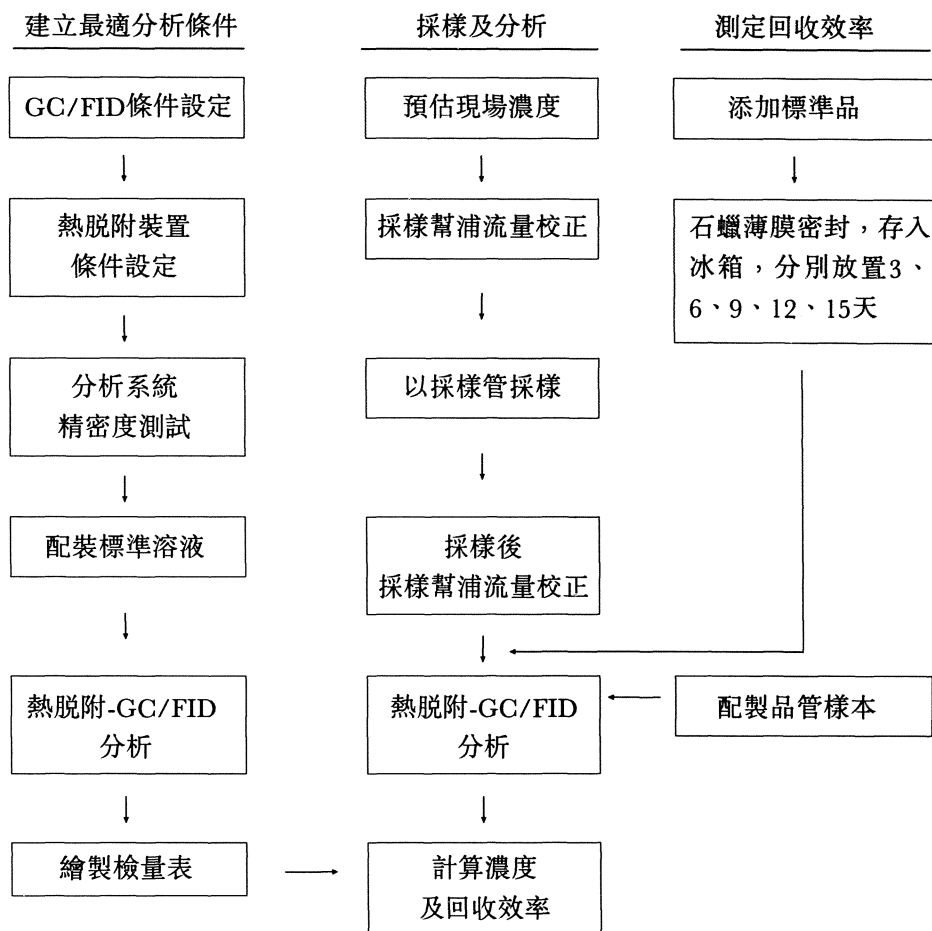 建立最適分析條件
GC/FID條件設定
熱脫附裝置
條件設定
分析系統
精密度測試
配裝標準溶液
熱脫附-GC/FID
分析
繪製檢量表
採樣及分析
預估現場濃度
採樣幫浦流量校正
以採樣管採樣
採樣後
採樣幫浦流量校正
熱脫附-GC/FID
分析
計算濃度
及回收效率
測定回收效率
添加標準品
石蠟薄膜密封，存入
冰箱，分別放置3、
6、9、12、15天
配製品管樣本